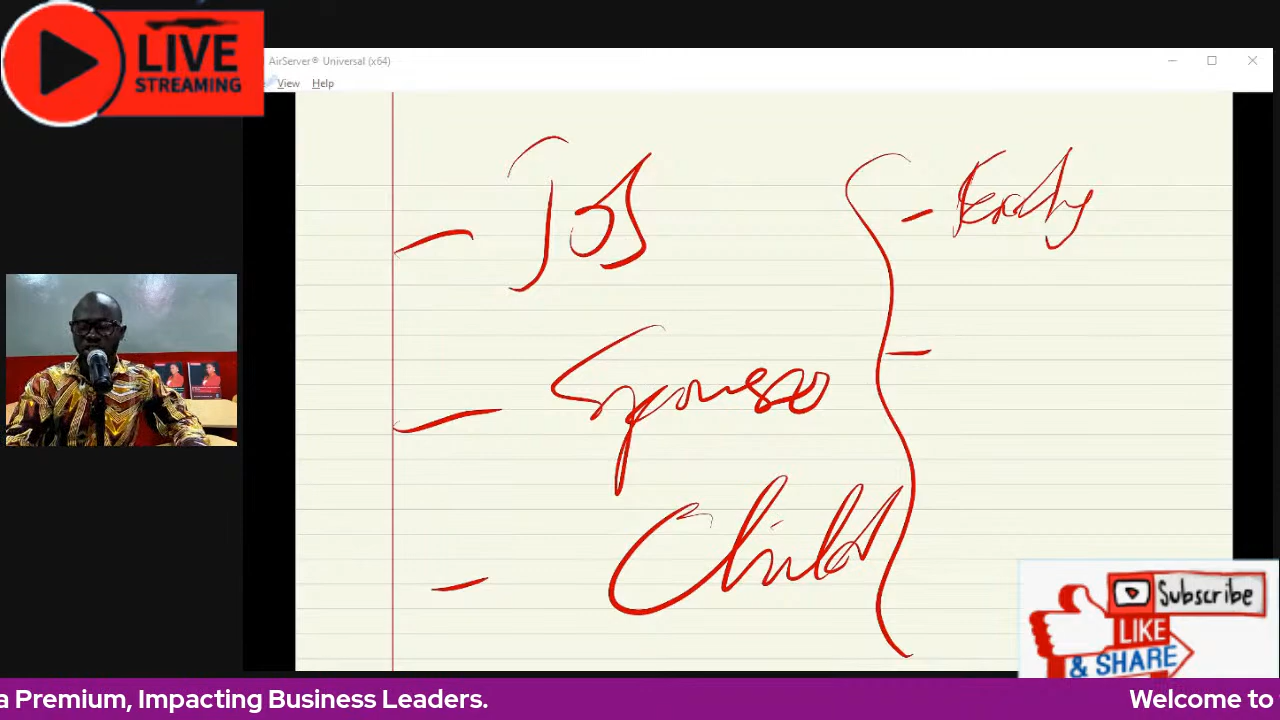 LIVE
STREAMING
AirServer® Universal (x64)
View Help
- Job
- Spouse
- Child
-
-
Subscribe
LIKE
& SHARE
a Premium, Impacting Business Leaders.
Welcome to